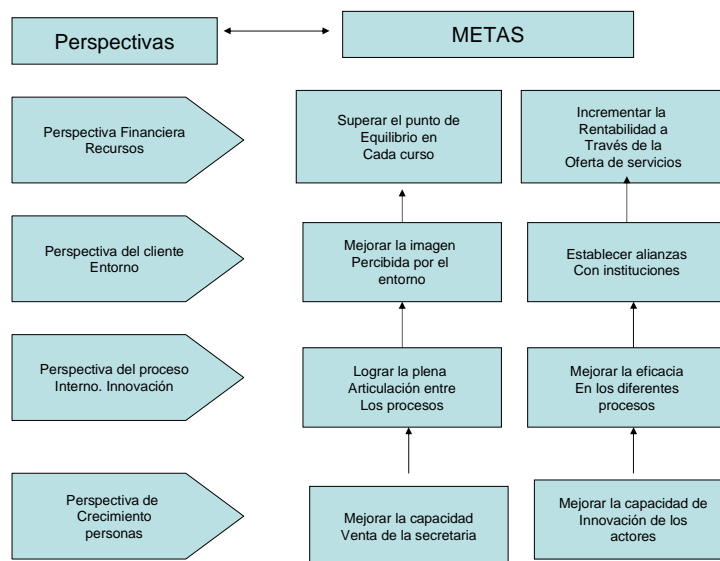 Perspectivas
METAS
Perspectiva Financiera
Recursos
Superar el punto de
Equilibrio en
Cada curso
Incrementar la
Rentabilidad a
Través de la
Oferta de servicios
Perspectiva del cliente
Entorno
Mejorar la imagen
Percibida por el
entorno
Establecer alianzas
Con instituciones
Perspectiva del proceso
Interno. Innovación
Lograr la plena
Articulación entre
Los procesos
Mejorar la eficacia
En los diferentes
procesos
Perspectiva de
Crecimiento
personas
Mejorar la capacidad
Venta de la secretaria
Mejorar la capacidad de
Innovación de los
actores